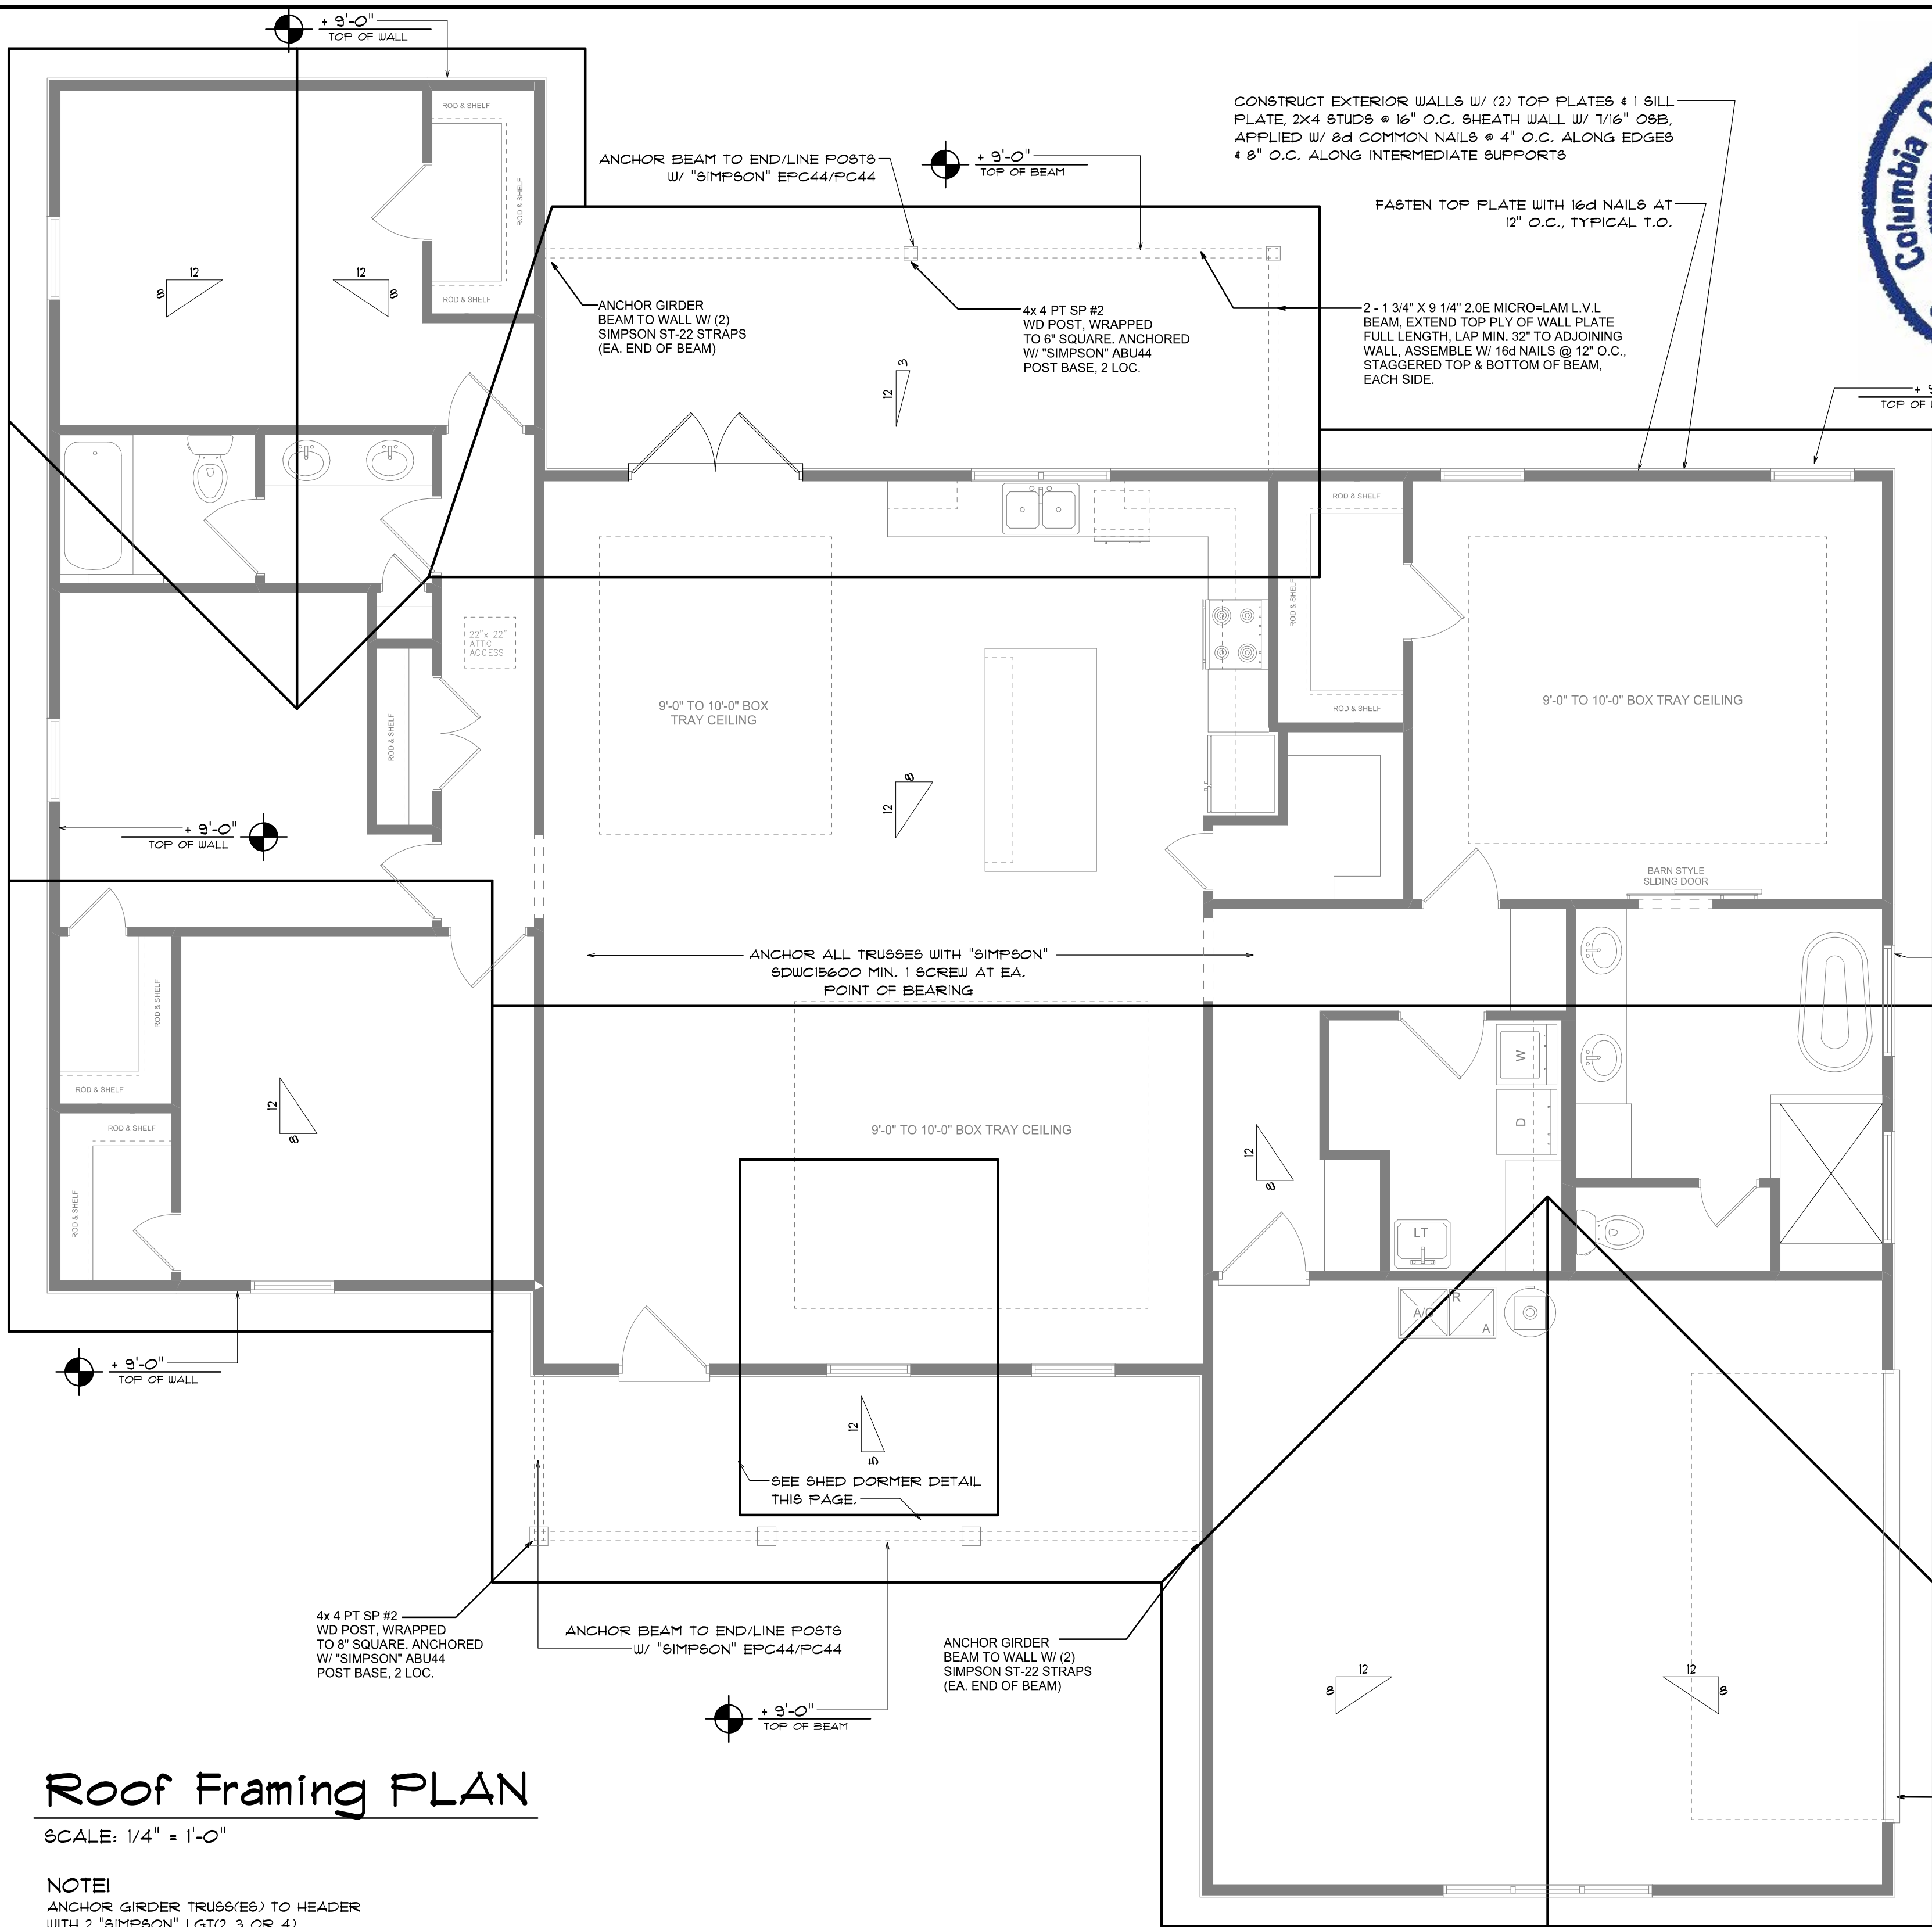 + 9'-0"
TOP OF WALL
ROD & SHELF
ROD & SHELF
ROD & SHELF
12
8
12
8
ANCHOR BEAM TO END/LINE POSTS
W/ "SIMPSON" EPC44/PC44
+ 9'-0"
TOP OF BEAM
CONSTRUCT EXTERIOR WALLS W/ (2) TOP PLATES & 1 SILL
PLATE, 2X4 STUDS @ 16" O.C. SHEATH WALL W/ 7/16" OSB,
APPLIED W/ 8d COMMON NAILS @ 4" O.C. ALONG EDGES
& 8" O.C. ALONG INTERMEDIATE SUPPORTS
FASTEN TOP PLATE WITH 16d NAILS AT
12" O.C., TYPICAL T.O.
Columbia
ANCHOR GIRDER
BEAM TO WALL W/ (2)
SIMPSON ST-22 STRAPS
(EA. END OF BEAM)
4x 4 PT SP #2
WD POST, WRAPPED
TO 6" SQUARE. ANCHORED
W/ "SIMPSON" ABU44
POST BASE, 2 LOC.
2 - 1 3/4" X 9 1/4" 2.0E MICRO=LAM L.V.L
BEAM, EXTEND TOP PLY OF WALL PLATE
FULL LENGTH, LAP MIN. 32" TO ADJOINING
WALL, ASSEMBLE W/ 16d NAILS @ 12" O.C.,
STAGGERED TOP & BOTTOM OF BEAM,
EACH SIDE.
3
12
TOP OF
ROD & SHELF
ROD & SHELF
ROD & SHELF
22"x 22"
ATTIC
ACCESS
ROD & SHELF
9'-0" TO 10'-0" BOX
TRAY CEILING
9'-0" TO 10'-0" BOX TRAY CEILING
8
12
+ 9'-0"
TOP OF WALL
BARN STYLE
SLDING DOOR
ANCHOR ALL TRUSSES WITH "SIMPSON"
SDWC15600 MIN. 1 SCREW AT EA.
POINT OF BEARING
ROD & SHELF
ROD & SHELF
ROD & SHELF
ROD & SHELF
12
8
9'-0" TO 10'-0" BOX TRAY CEILING
12
8
W
D
LT
A/C
R
A
+ 9'-0"
TOP OF WALL
12
5
SEE SHED DORMER DETAIL
THIS PAGE.
4x 4 PT SP #2
WD POST, WRAPPED
TO 8" SQUARE. ANCHORED
W/ "SIMPSON" ABU44
POST BASE, 2 LOC.
ANCHOR BEAM TO END/LINE POSTS
W/ "SIMPSON" EPC44/PC44
ANCHOR GIRDER
BEAM TO WALL W/ (2)
SIMPSON ST-22 STRAPS
(EA. END OF BEAM)
+ 9'-0"
TOP OF BEAM
12
8
12
8
Roof Framing PLAN
SCALE: 1/4" = 1'-0"
NOTE!
ANCHOR GIRDER TRUSS(ES) TO HEADER
WITH 2 "SIMPSON" LGT(2, 3 OR 4)